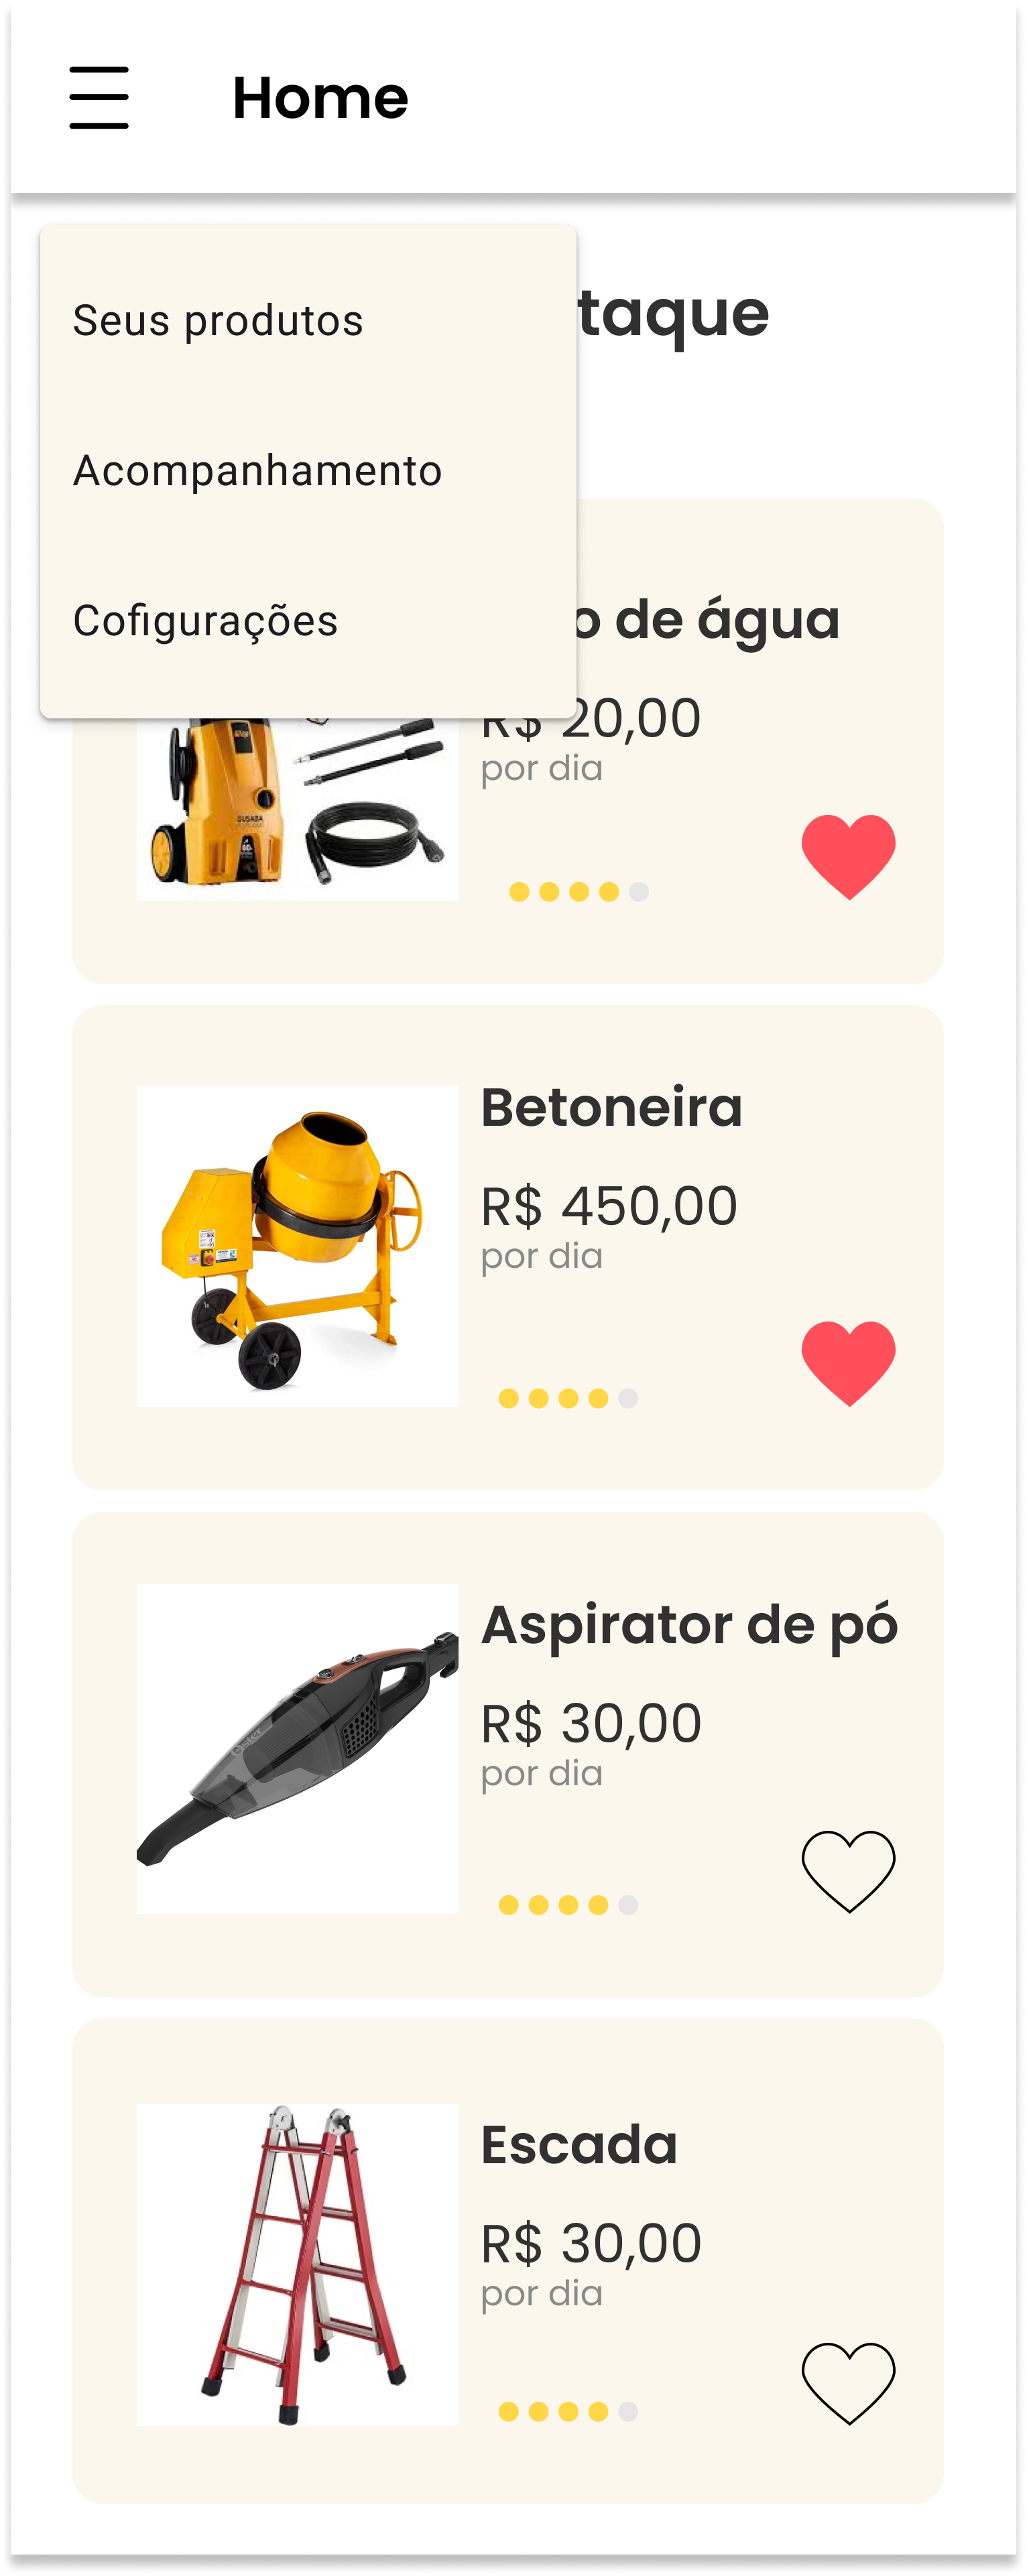 Home
Seus produtos
taque
Acompanhamento
Cofigurações
o de água
R$ 20,00
por dia
Betoneira
R$ 450,00
por dia
Aspirator de pó
R$ 30,00
por dia
Escada
R$ 30,00
por dia